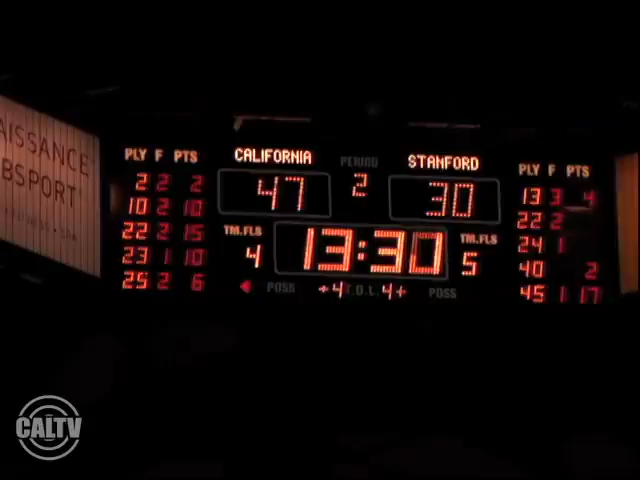 AISSANCE
BSPORT
PLY F PTS
2 2 2
10 2 10
22 2 15
23 1 10
25 2 6
CALIFORNIA
47
PERIOD
2
STANFORD
30
TM.FLS
4
13:30
TM.FLS
5
POSS
+4 T.O.L. 4+
POSS
PLY F PTS
13 3 4
22 2
24 1
40 2
45 1 17
CALTV